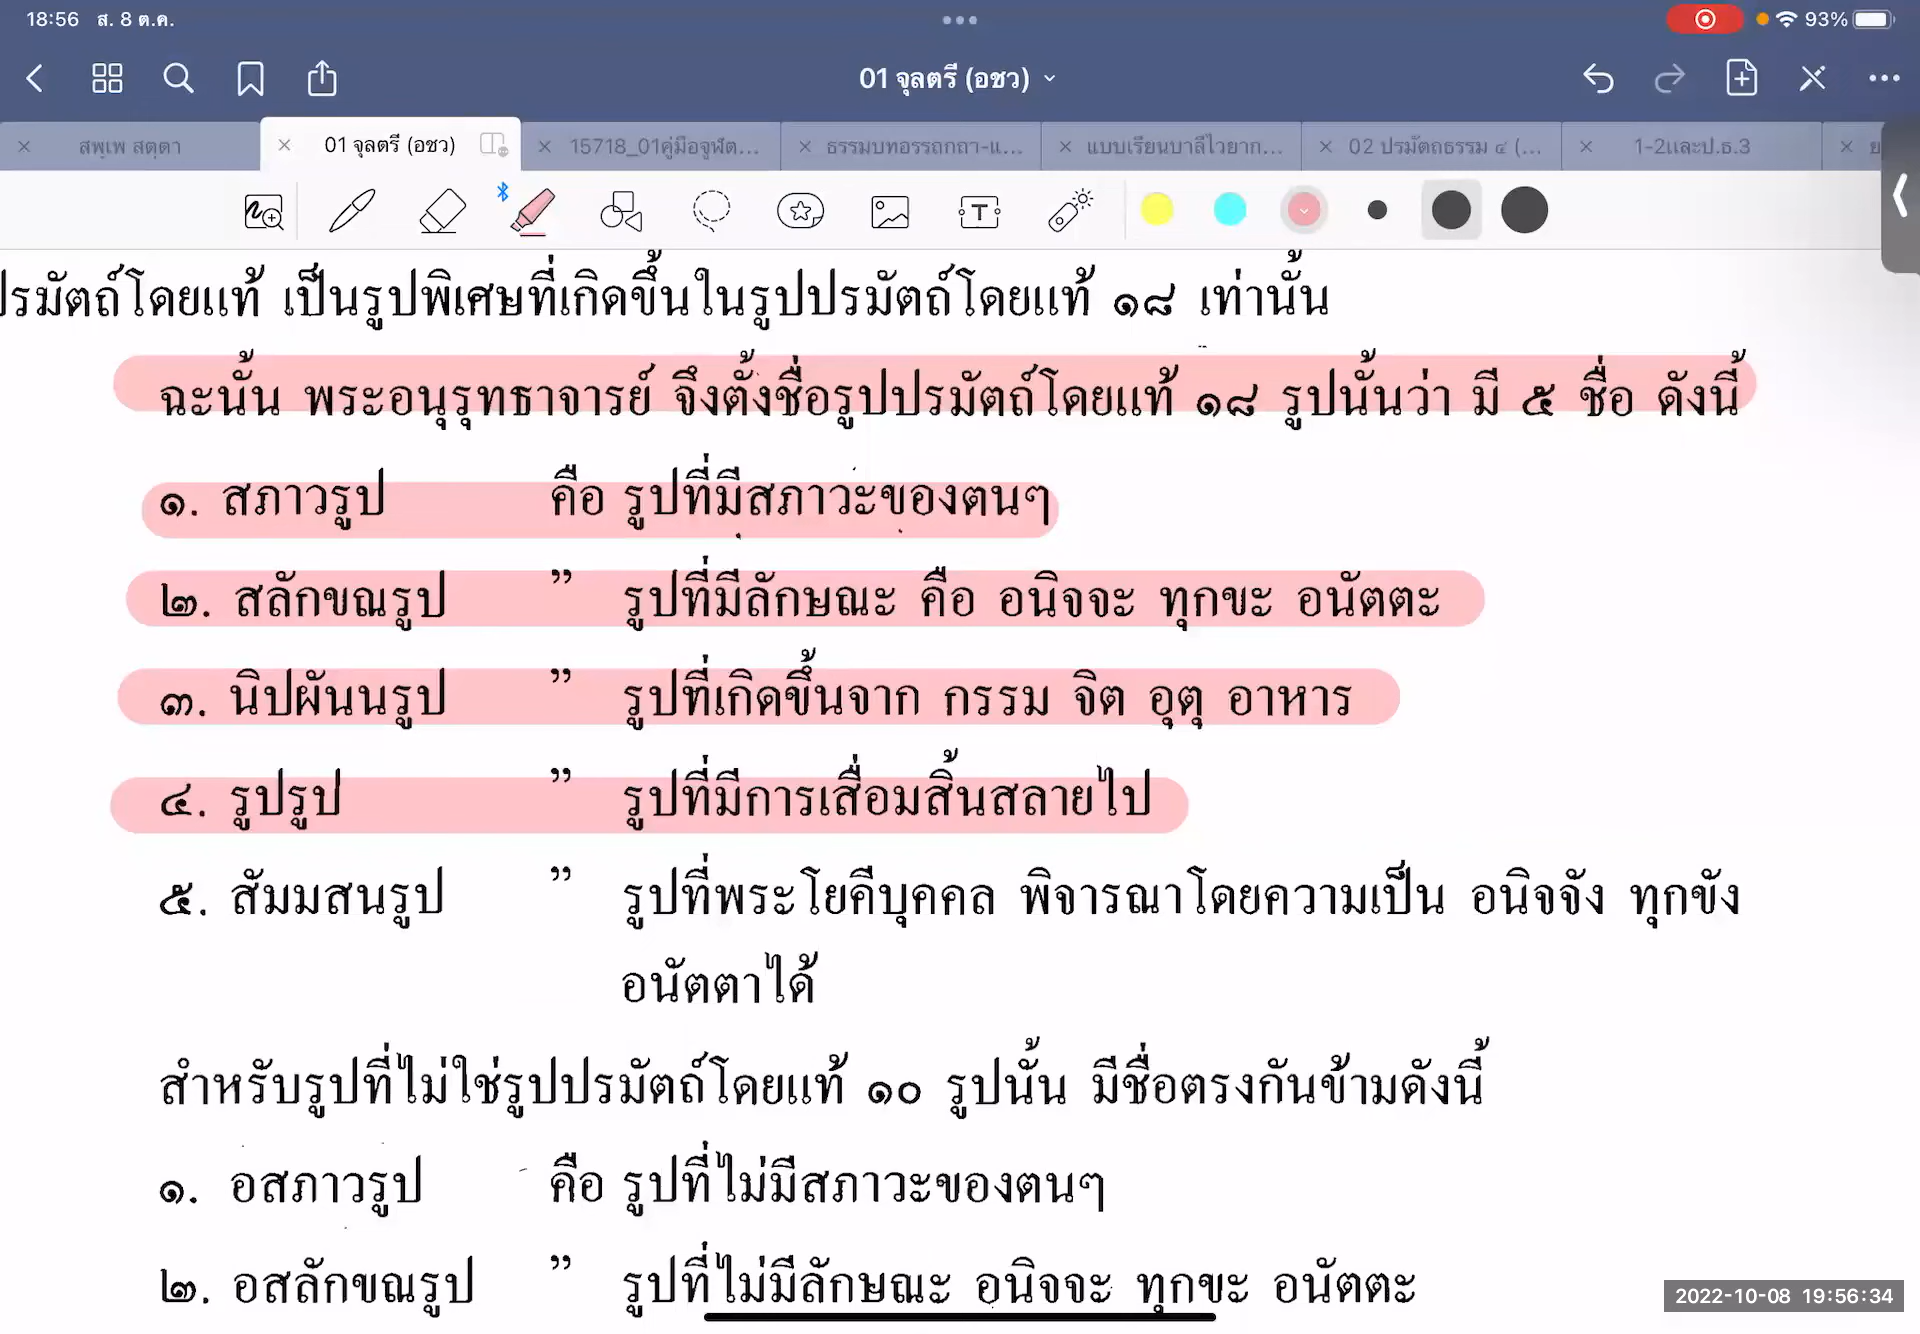 18:56 ส. 8 ต.ค.
93%
01 จุลตรี (อชว)
สพฺเพ สตฺตา
01 จุลตรี (อชว)
15718_01คู่มือจูฬต...
ธรรมบทอรรถกถา-แ...
แบบเรียนบาลีไวยาก...
02 ปรมัตถธรรม ๔ (...
1-2และป.ธ.3
ปรมัตถ์โดยแท้ เป็นรูปพิเศษที่เกิดขึ้นในรูปปรมัตถ์โดยแท้ ๑๘ เท่านั้น
ฉะนั้น พระอนุรุทธาจารย์ จึงตั้งชื่อรูปปรมัตถ์โดยแท้ ๑๘ รูปนั้นว่า มี ๕ ชื่อ ดังนี้
๑. สภาวรูป คือ รูปที่มีสภาวะของตนๆ
๒. สลักขณรูป ” รูปที่มีลักษณะ คือ อนิจจะ ทุกขะ อนัตตะ
๓. นิปผันนรูป ” รูปที่เกิดขึ้นจาก กรรม จิต อุตุ อาหาร
๔. รูปรูป ” รูปที่มีการเสื่อมสิ้นสลายไป
๕. สัมมสนรูป ” รูปที่พระโยคีบุคคล พิจารณาโดยความเป็น อนิจจัง ทุกขัง
อนัตตาได้
สำหรับรูปที่ไม่ใช่รูปปรมัตถ์โดยแท้ ๑๐ รูปนั้น มีชื่อตรงกันข้ามดังนี้
๑. อสภาวรูป คือ รูปที่ไม่มีสภาวะของตนๆ
๒. อสลักขณรูป ” รูปที่ไม่มีลักษณะ อนิจจะ ทุกขะ อนัตตะ
2022-10-08 19:56:34